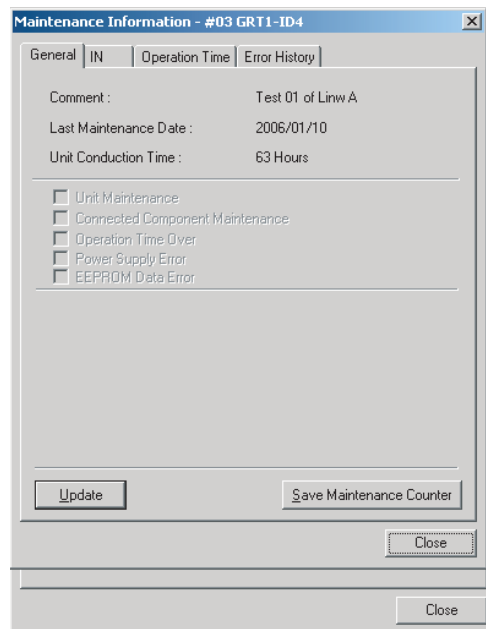 Maintenance Information - #03 GRT1-ID4
General IN Operation Time Error History
Comment : Test 01 of Linw A
Last Maintenance Date : 2006/01/10
Unit Conduction Time : 63 Hours
Unit Maintenance
Connected Component Maintenance
Operation Time Over
Power Supply Error
EEPROM Data Error
Update Save Maintenance Counter
Close
Close